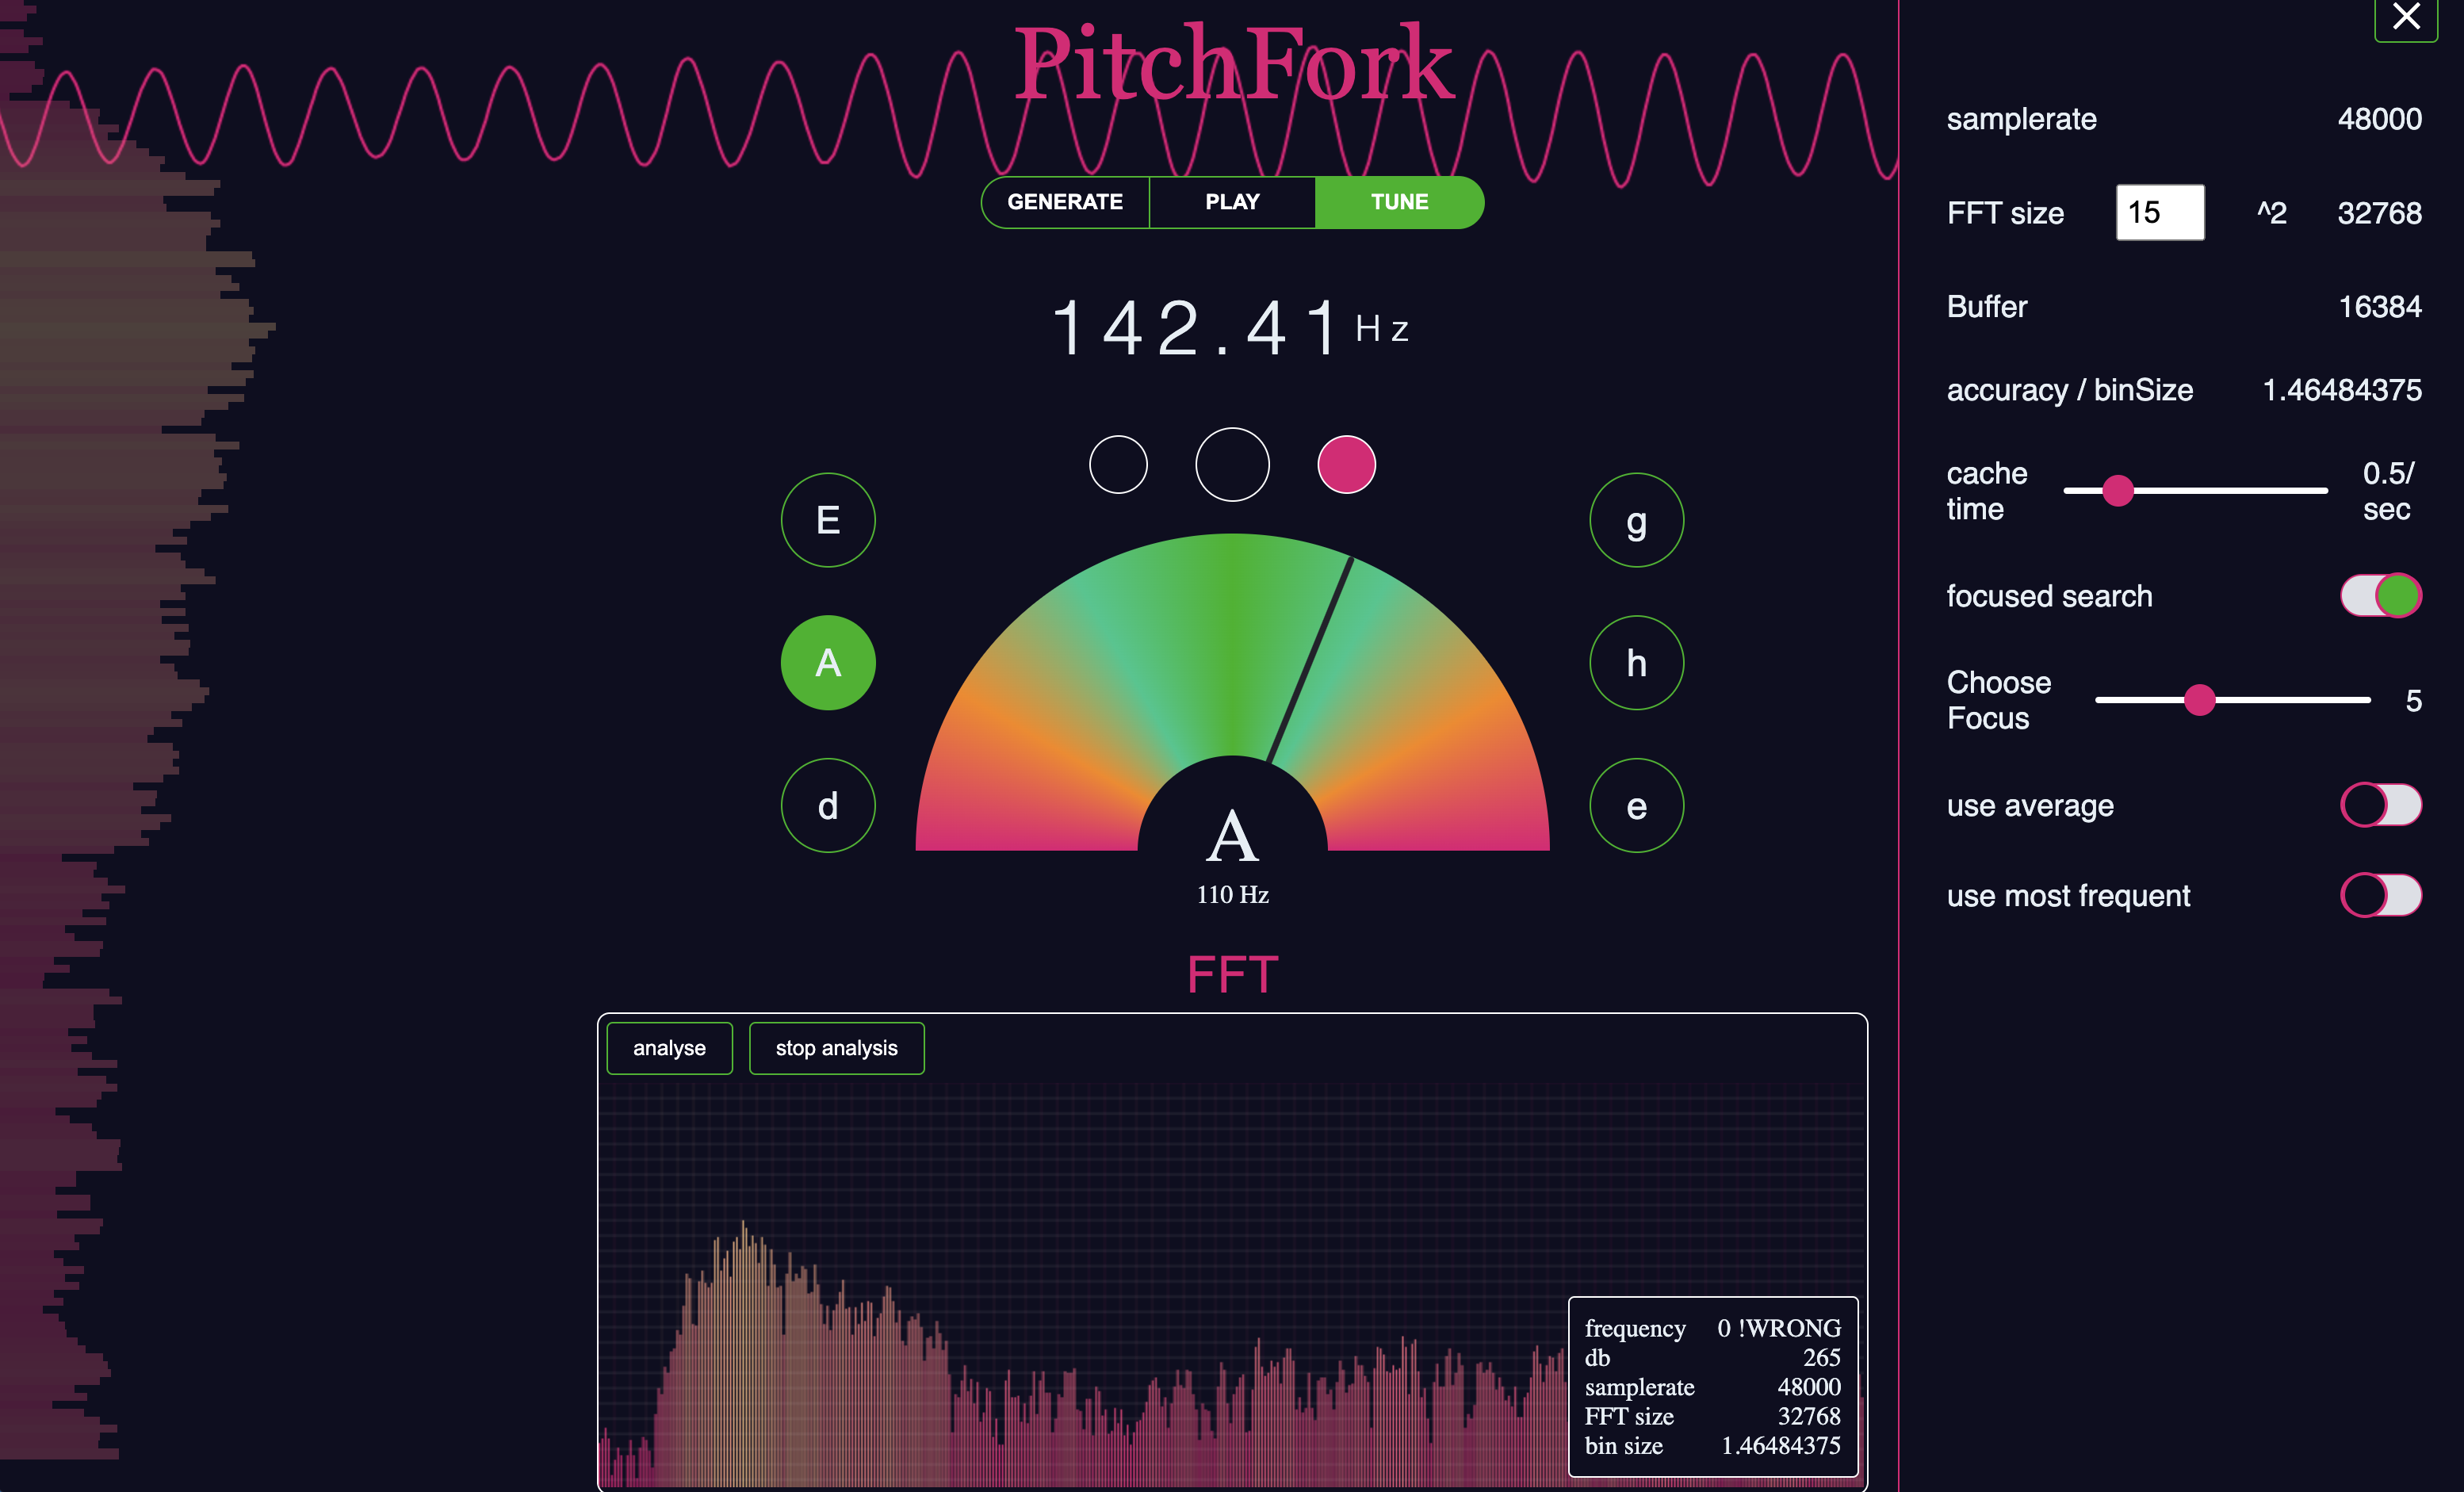 PitchFork
GENERATE PLAY TUNE
142.41 Hz
E
A
d
g
h
e
A
110 Hz
FFT
analyse stop analysis
frequency 0 !WRONG
db 265
samplerate 48000
FFT size 32768
bin size 1.46484375
samplerate 48000
FFT size 15 ^2 32768
Buffer 16384
accuracy / binSize 1.46484375
cache
time
0.5/
sec
focused search
Choose
Focus
5
use average
use most frequent